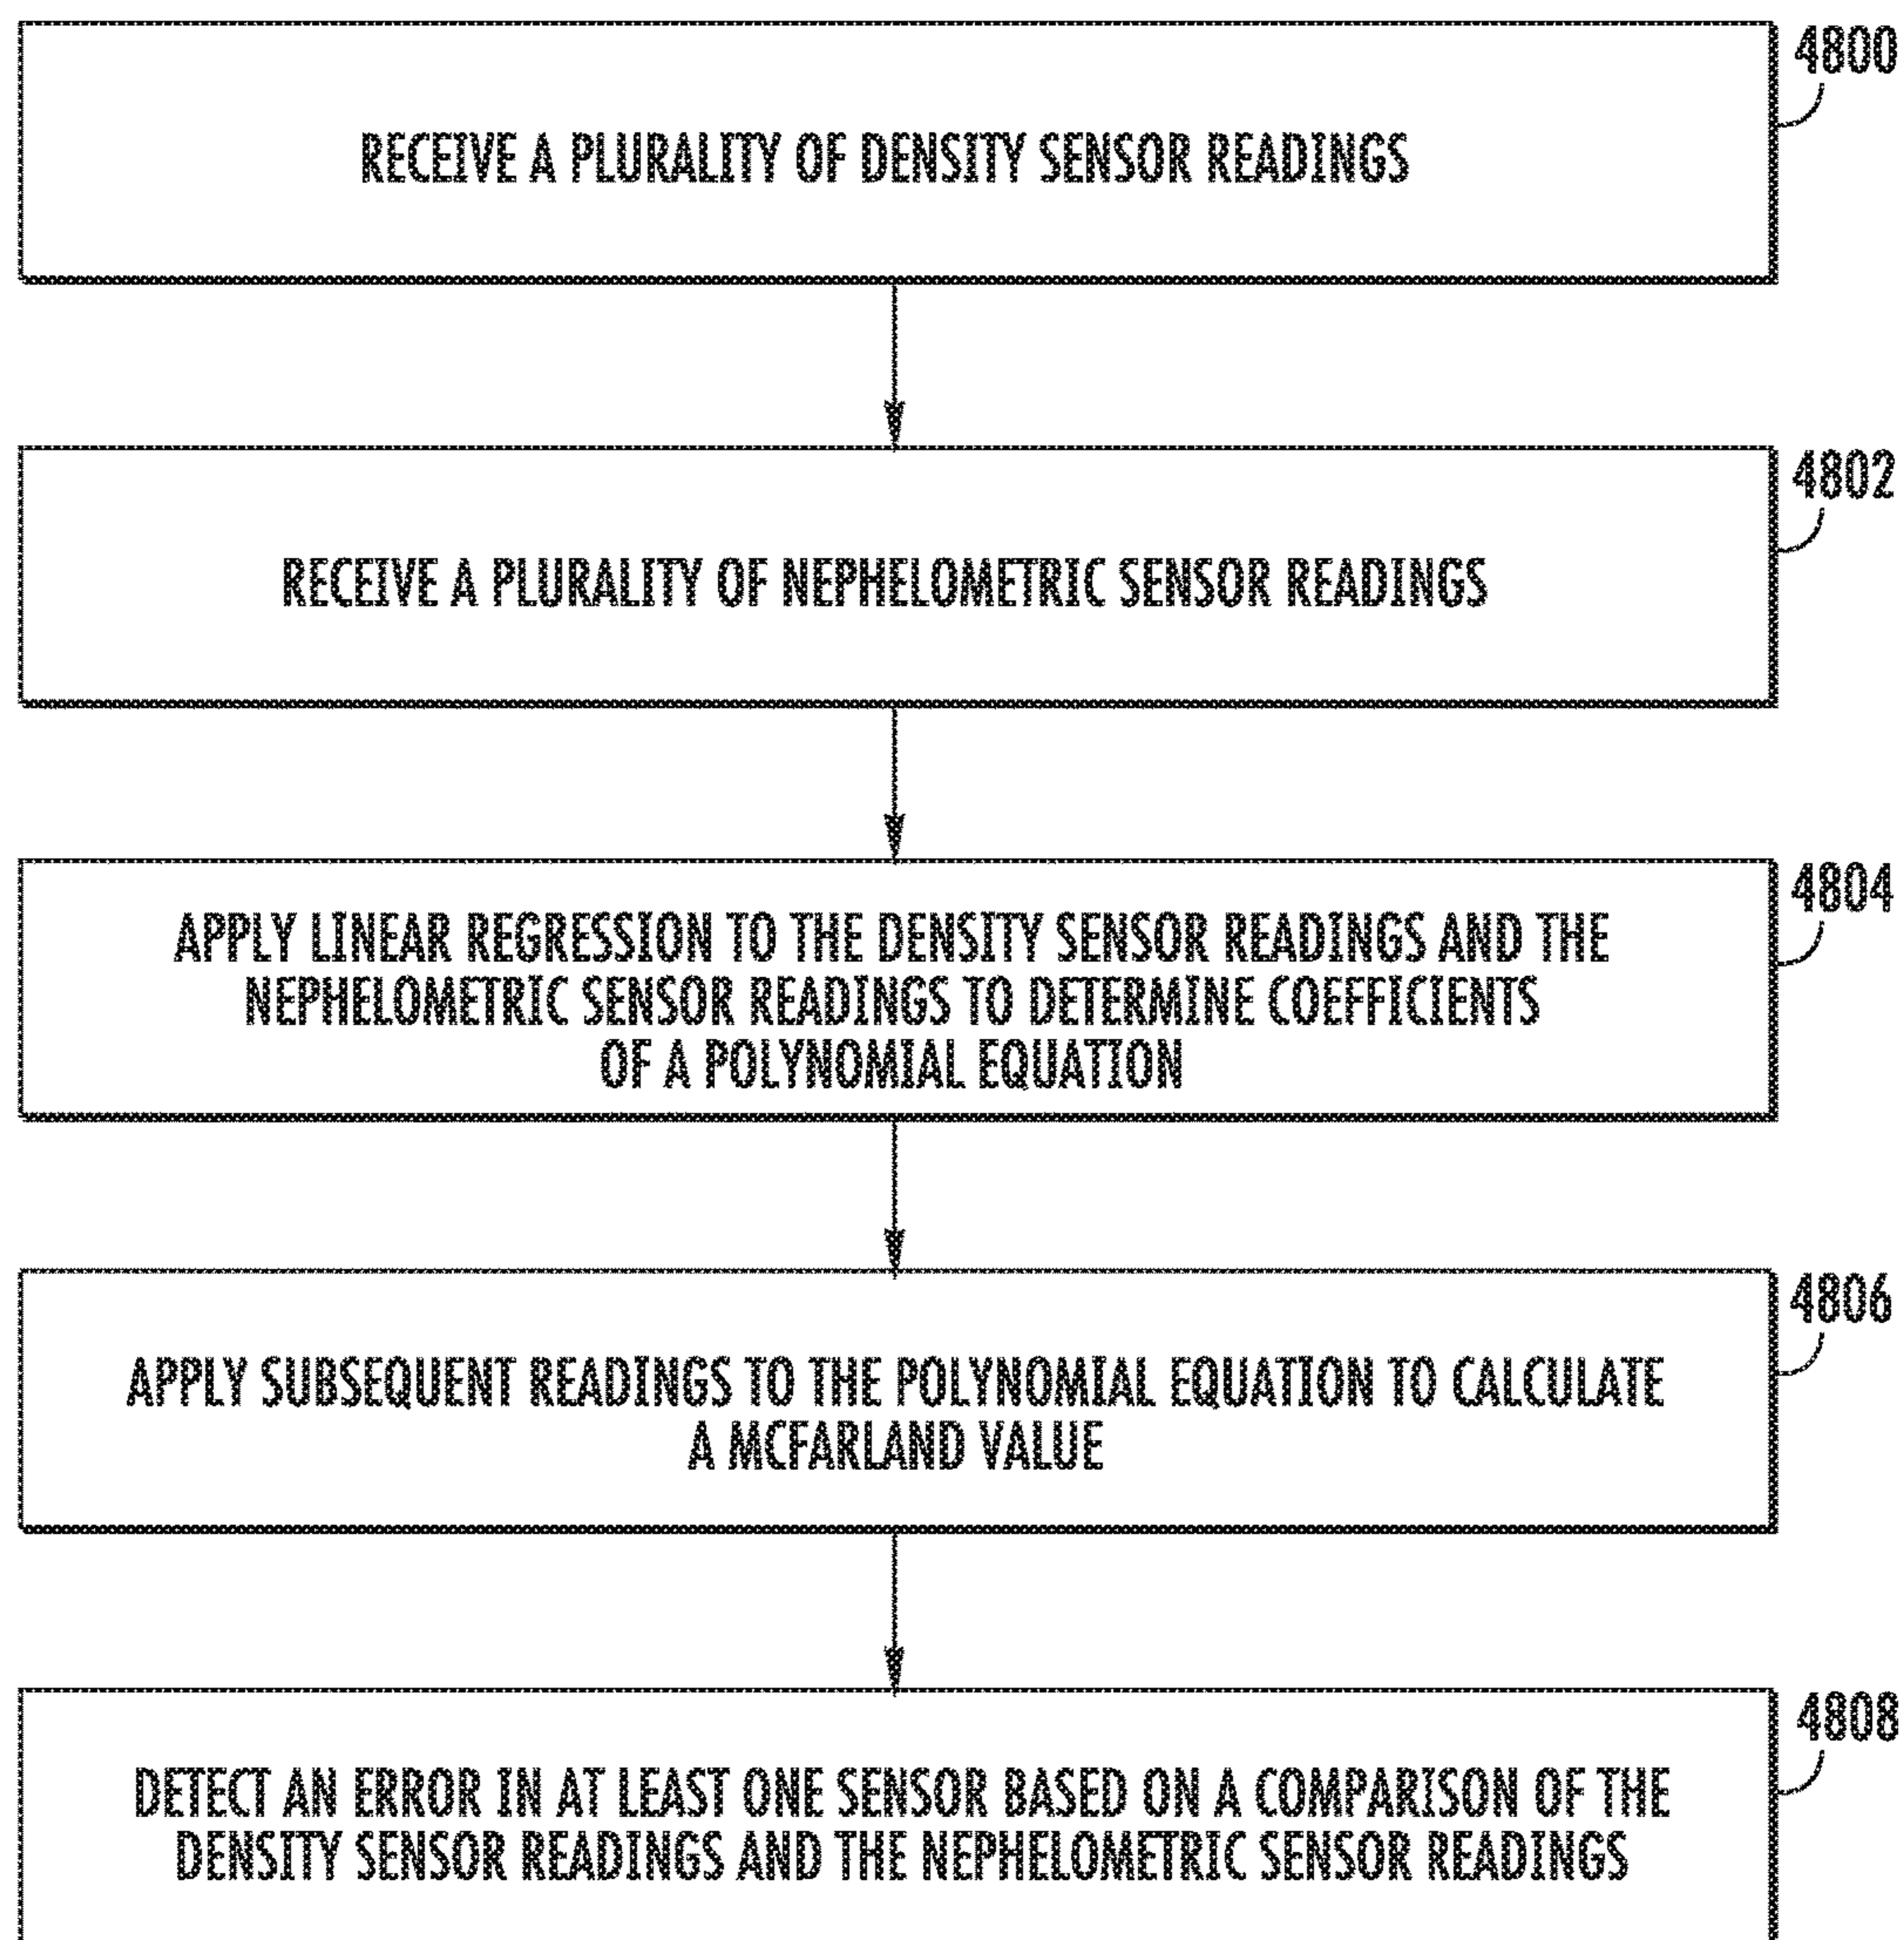 4800
RECEIVE A PLURALITY OF DENSITY SENSOR READINGS
4802
RECEIVE A PLURALITY OF NEPHELOMETRIC SENSOR READINGS
4804
APPLY LINEAR REGRESSION TO THE DENSITY SENSOR READINGS AND THE
NEPHELOMETRIC SENSOR READINGS TO DETERMINE COEFFICIENTS
OF A POLYNOMIAL EQUATION
4806
APPLY SUBSEQUENT READINGS TO THE POLYNOMIAL EQUATION TO CALCULATE
A MCFARLAND VALUE
4808
DETECT AN ERROR IN AT LEAST ONE SENSOR BASED ON A COMPARISON OF THE
DENSITY SENSOR READINGS AND THE NEPHELOMETRIC SENSOR READINGS